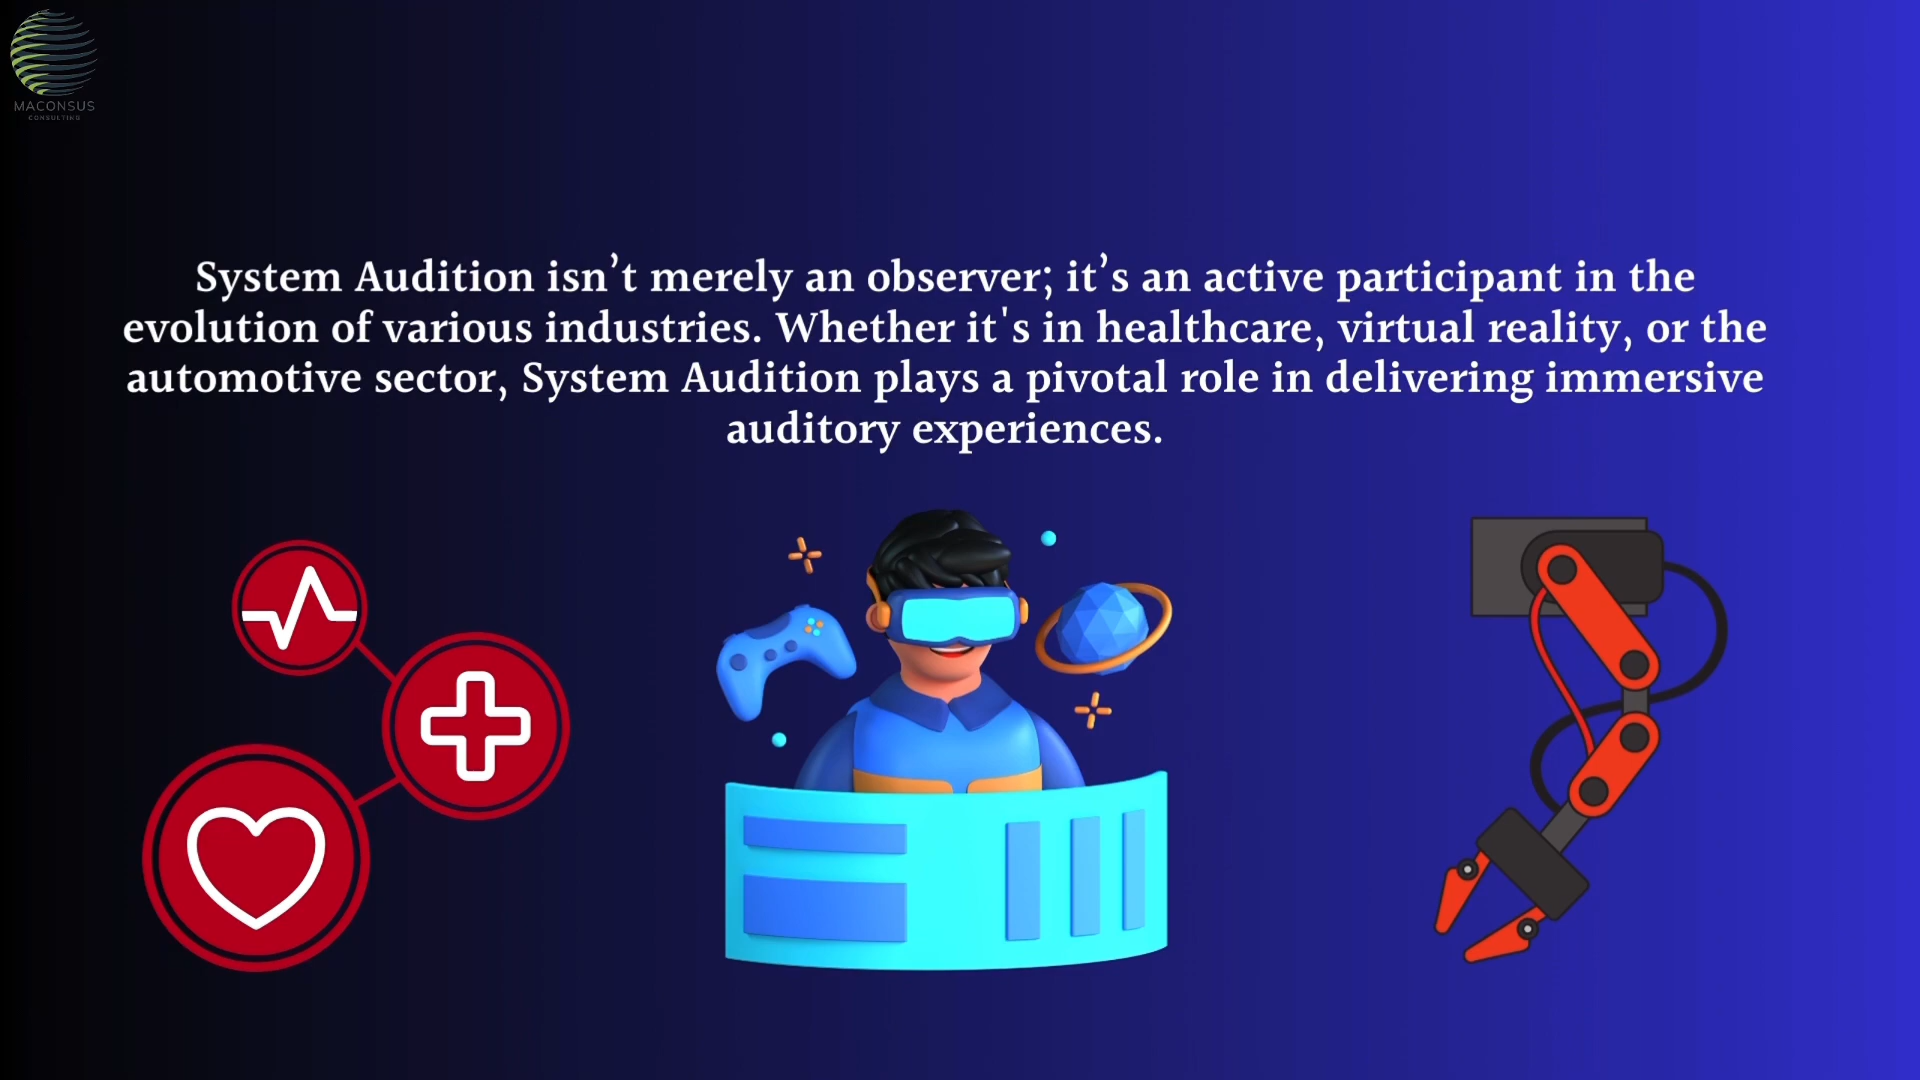 MACONSUS
CONSULTING
System Audition isn’t merely an observer; it’s an active participant in the
evolution of various industries. Whether it's in healthcare, virtual reality, or the
automotive sector, System Audition plays a pivotal role in delivering immersive
auditory experiences.